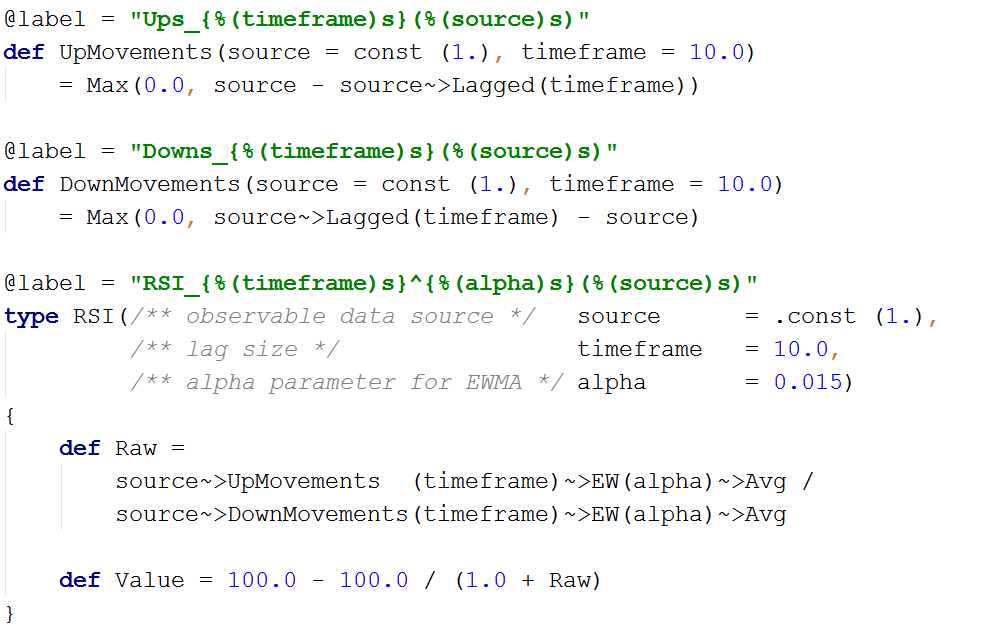 @label = "Ups_{%(timeframe)s}(%(source)s)"
def UpMovements(source = const (1.), timeframe = 10.0)
    = Max(0.0, source - source~>Lagged(timeframe))
@label = "Downs_{%(timeframe)s}(%(source)s)"
def DownMovements(source = const (1.), timeframe = 10.0)
    = Max(0.0, source~>Lagged(timeframe) - source)
@label = "RSI_{%(timeframe)s}^{%(alpha)s}(%(source)s)"
type RSI(/** observable data source */   source      = .const (1.),
         /** lag size */                 timeframe   = 10.0,
         /** alpha parameter for EWMA */ alpha       = 0.015)
{
    def Raw =
        source~>UpMovements  (timeframe)~>EW(alpha)~>Avg /
        source~>DownMovements(timeframe)~>EW(alpha)~>Avg
    def Value = 100.0 - 100.0 / (1.0 + Raw)
}